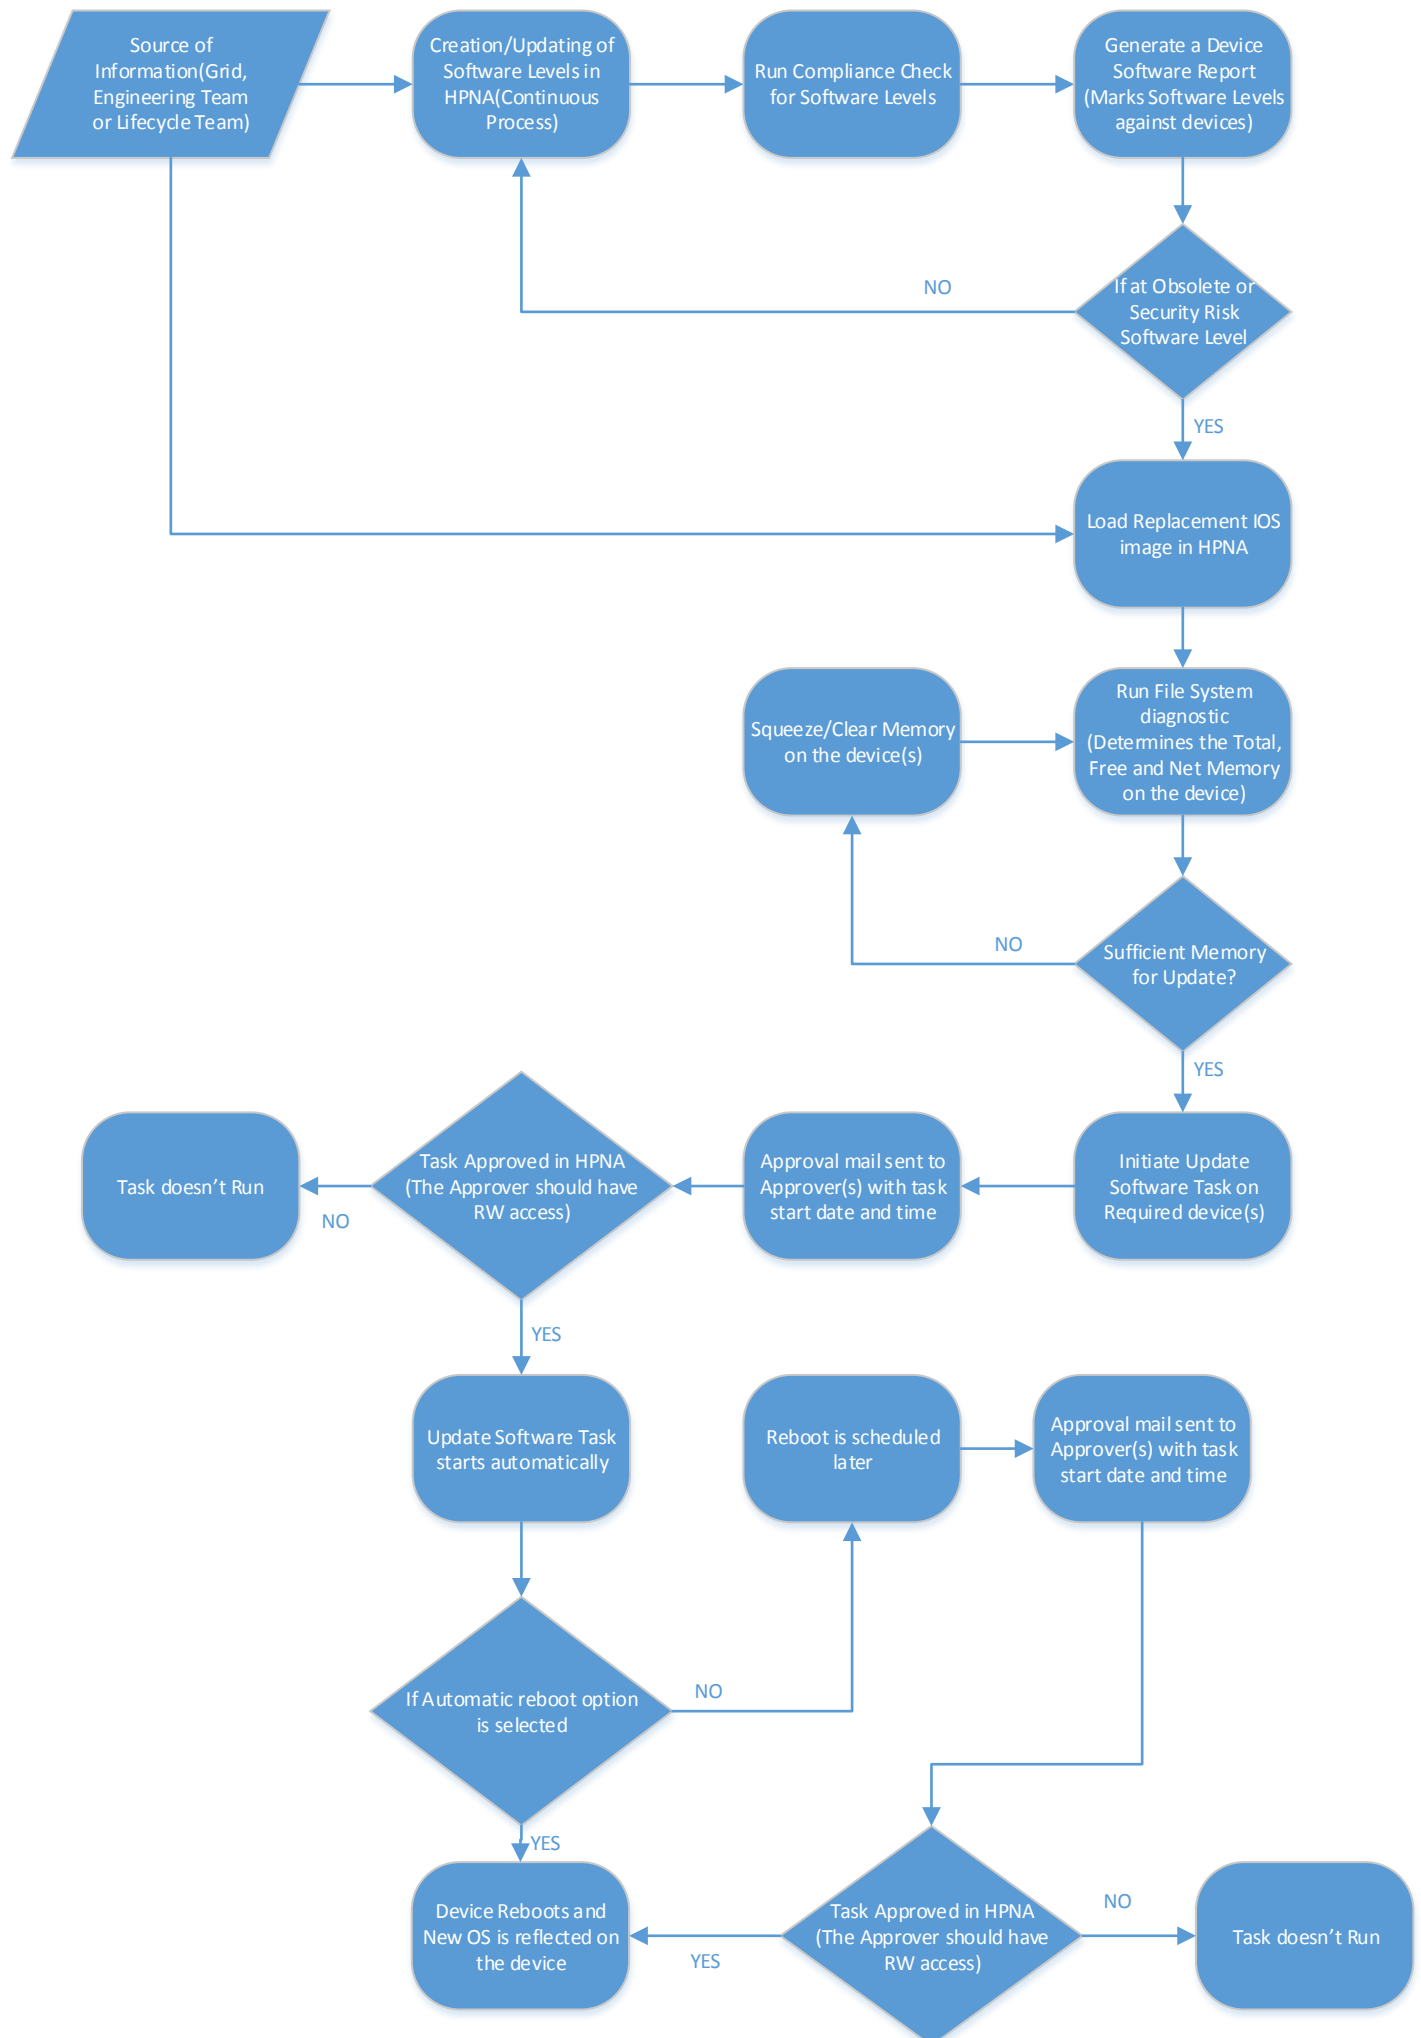 Source of
Information(Grid,
Engineering Team
or Lifecycle Team)
Creation/Updating of
Software Levels in
HPNA(Continuous
Process)
Run Compliance Check
for Software Levels
Generate a Device
Software Report
(Marks Software Levels
against devices)
NO
If at Obsolete or
Security Risk
Software Level
YES
Load Replacement IOS
image in HPNA
Squeeze/Clear Memory
on the device(s)
Run File System
diagnostic
(Determines the Total,
Free and Net Memory
on the device)
NO
Sufficient Memory
for Update?
YES
Task doesn't Run
NO
Task Approved in HPNA
(The Approver should have
RW access)
Approval mail sent to
Approver(s) with task
start date and time
Initiate Update
Software Task on
Required device(s)
YES
Update Software Task
starts automatically
Reboot is scheduled
later
Approval mail sent to
Approver(s) with task
start date and time
If Automatic reboot option
is selected
NO
YES
Device Reboots and
New OS is reflected on
the device
YES
Task Approved in HPNA
(The Approver should have
RW access)
NO
Task doesn't Run